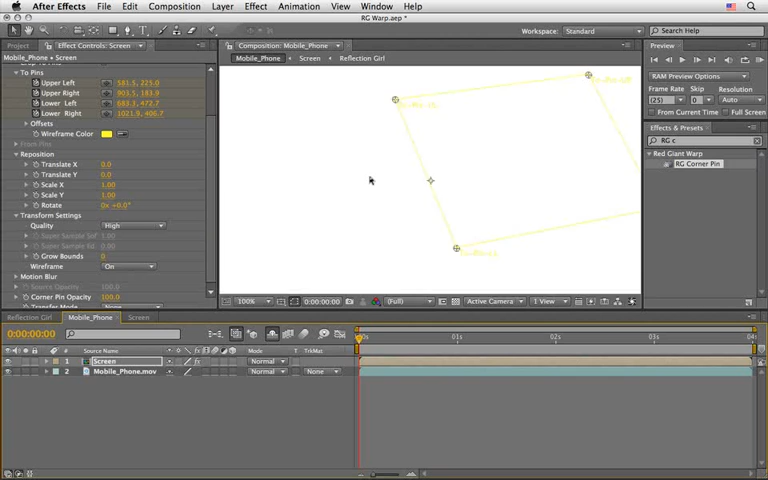 After Effects File Edit Composition Layer Effect Animation View Window Help
RG Warp.aep *
Workspace: Standard Search Help
Project Effect Controls: Screen Composition: Mobile_Phone Preview
Mobile_Phone • Screen
Mobile_Phone Screen Reflection Girl
To Pins
Upper Left 581.5, 225.0
Upper Right 903.5, 183.9
Lower Left 683.3, 472.7
Lower Right 1021.9, 406.7
Offsets
Wireframe Color
From Pins
Reposition
Translate X 0.0
Translate Y 0.0
Scale X 1.00
Scale Y 1.00
Rotate 0x +0.0°
Transform Settings
Quality High
Grow Bounds 0
Wireframe On
Motion Blur
Source Opacity 100.0
Corner Pin Opacity 100.0
Transfer Mode None
RAM Preview Options
Frame Rate Skip Resolution
(25) 0 Auto
From Current Time Full Screen
Effects & Presets
RG c
Red Giant Warp
RG Corner Pin
100% 0:00:00:00 (Full) Active Camera 1 View
Reflection Girl Mobile_Phone Screen
0:00:00:00
# Source Name Mode T TrkMat
01s 02s 03s
1 Screen Normal
2 Mobile_Phone.mov Normal None